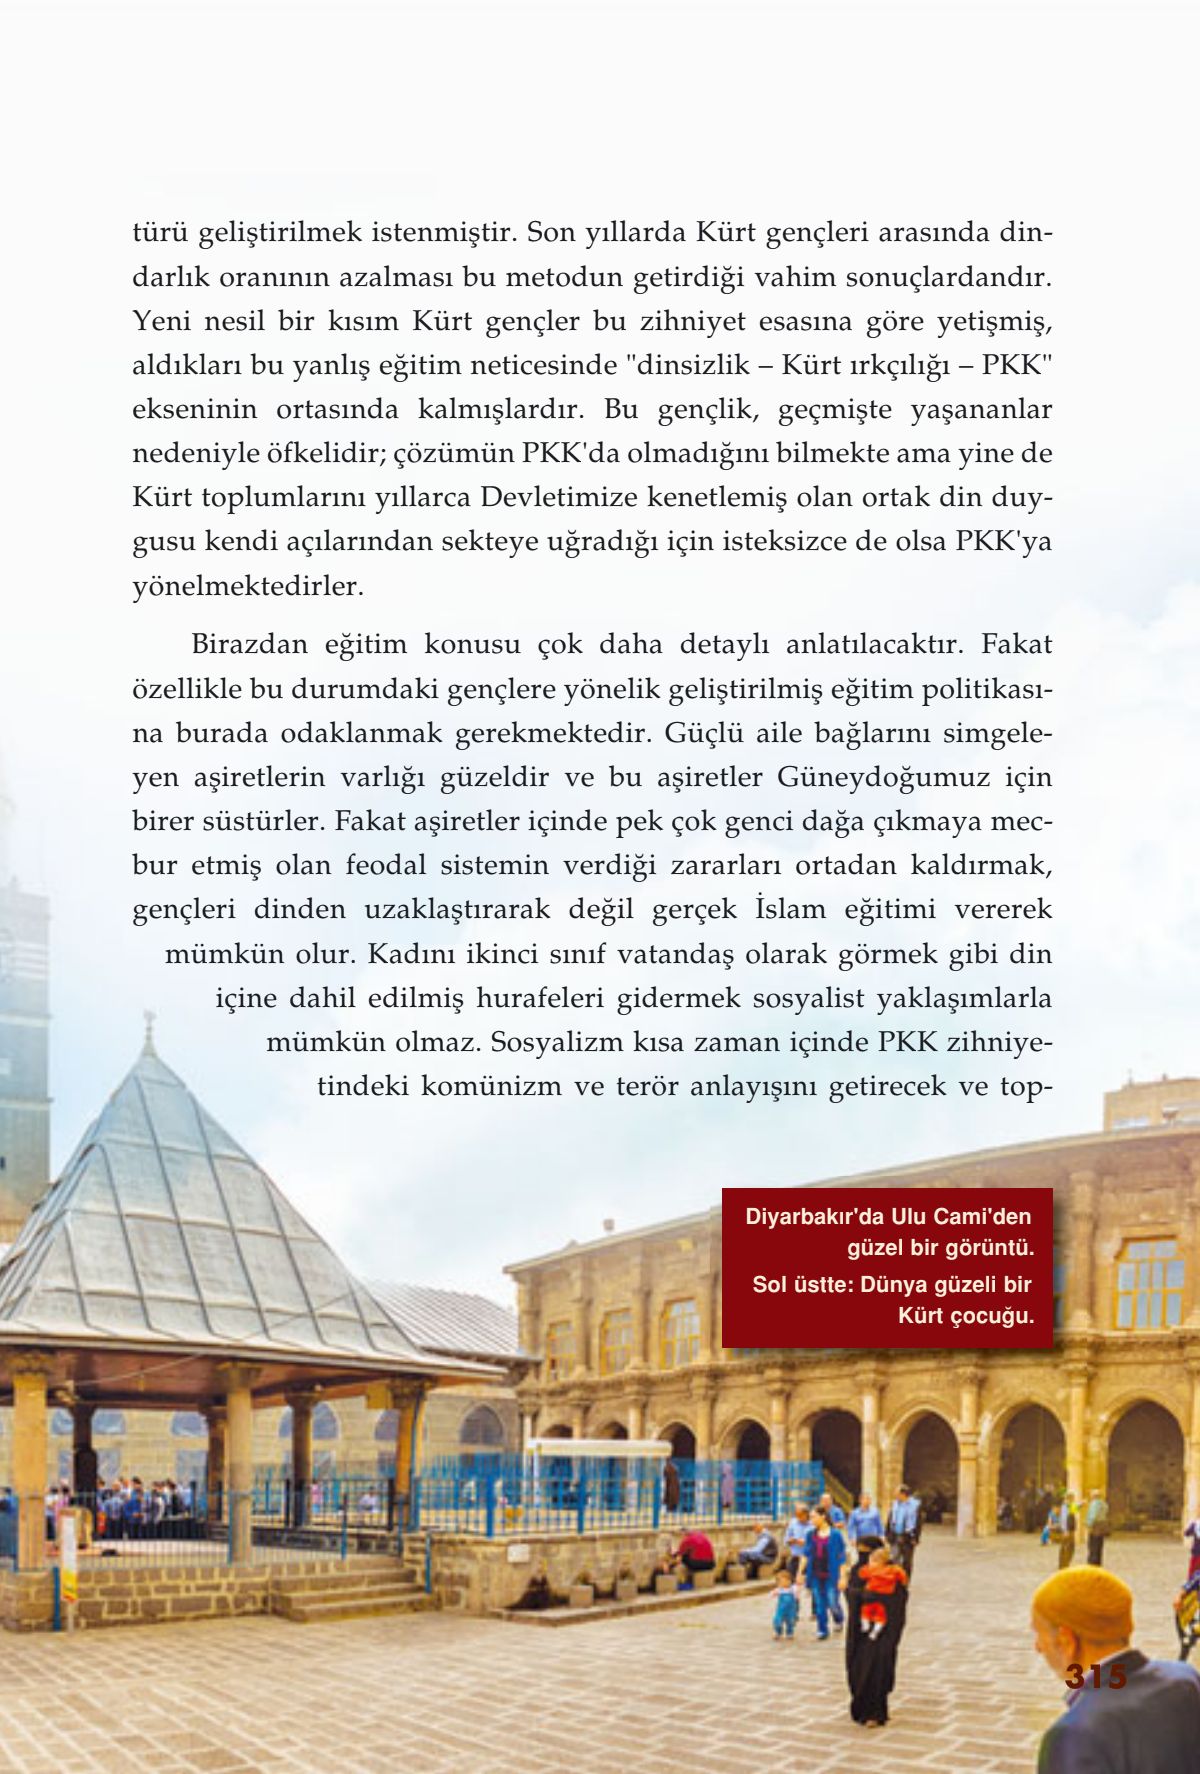 türü geliştirilmek istenmiştir. Son yıllarda Kürt gençleri arasında din-
darlık oranının azalması bu metodun getirdiği vahim sonuçlardandır.
Yeni nesil bir kısım Kürt gençler bu zihniyet esasına göre yetişmiş,
aldıkları bu yanlış eğitim neticesinde "dinsizlik – Kürt ırkçılığı – PKK"
ekseninin ortasında kalmışlardır. Bu gençlik, geçmişte yaşananlar
nedeniyle öfkelidir; çözümün PKK'da olmadığını bilmekte ama yine de
Kürt toplumlarını yıllarca Devletimize kenetlemiş olan ortak din duy-
gusu kendi açılarından sekteye uğradığı için isteksizce de olsa PKK'ya
yönelmektedirler.
Birazdan eğitim konusu çok daha detaylı anlatılacaktır. Fakat
özellikle bu durumdaki gençlere yönelik geliştirilmiş eğitim politikası-
na burada odaklanmak gerekmektedir. Güçlü aile bağlarını simgele-
yen aşiretlerin varlığı güzeldir ve bu aşiretler Güneydoğumuz için
birer süstürler. Fakat aşiretler içinde pek çok genci dağa çıkmaya mec-
bur etmiş olan feodal sistemin verdiği zararları ortadan kaldırmak,
gençleri dinden uzaklaştırarak değil gerçek İslam eğitimi vererek
mümkün olur. Kadını ikinci sınıf vatandaş olarak görmek gibi din
içine dahil edilmiş hurafeleri gidermek sosyalist yaklaşımlarla
mümkün olmaz. Sosyalizm kısa zaman içinde PKK zihniye-
tindeki komünizm ve terör anlayışını getirecek ve top-
Diyarbakır'da Ulu Cami'den
güzel bir görüntü.
Sol üstte: Dünya güzeli bir
Kürt çocuğu.
315